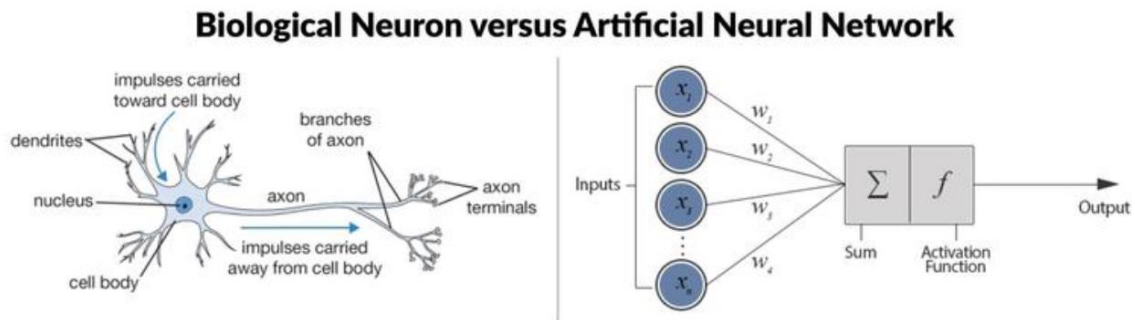 Biological Neuron versus Artificial Neural Network
impulses carried
toward cell body
dendrites
nucleus
cell body
axon
branches
of axon
axon
terminals
impulses carried
away from cell body
Inputs
x₁
x₂
x₃
xₙ
w₁
w₂
w₃
w₄
Σ
f
Sum
Activation
Function
Output